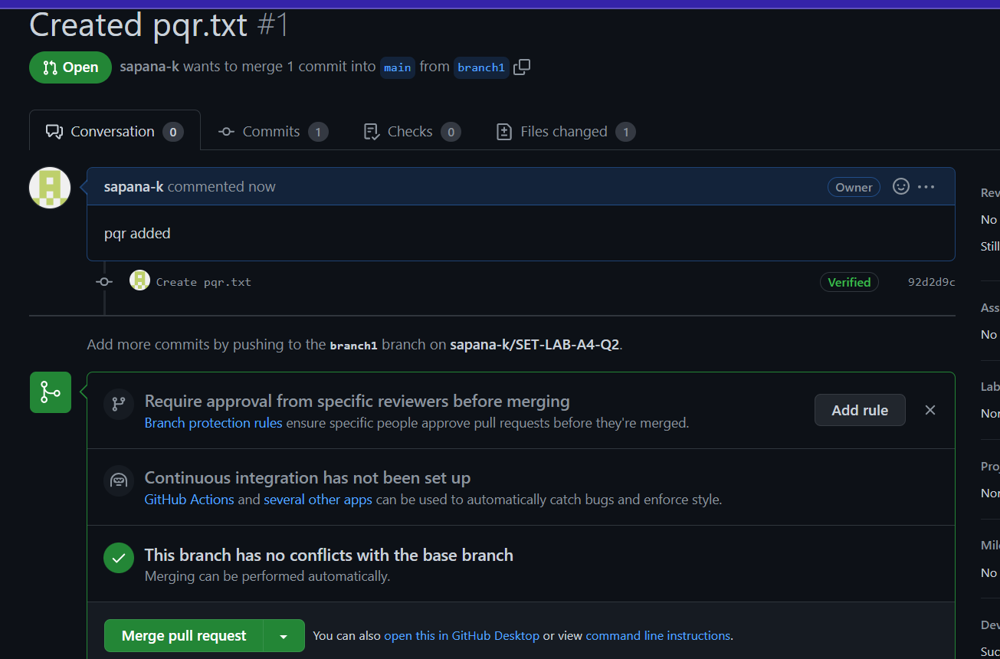 Created pqr.txt #1
Open sapana-k wants to merge 1 commit into main from branch1
Conversation 0 Commits 1 Checks 0 Files changed 1
sapana-k commented now Owner
Rev
pqr added
No
Still
Create pqr.txt Verified 92d2d9c
Ass
No
Add more commits by pushing to the branch1 branch on sapana-k/SET-LAB-A4-Q2.
Lab
Require approval from specific reviewers before merging
Branch protection rules ensure specific people approve pull requests before they're merged.
Add rule
Non
Continuous integration has not been set up
GitHub Actions and several other apps can be used to automatically catch bugs and enforce style.
Proj
Non
This branch has no conflicts with the base branch
Merging can be performed automatically.
Mile
No
Merge pull request You can also open this in GitHub Desktop or view command line instructions.
Dev
Suc